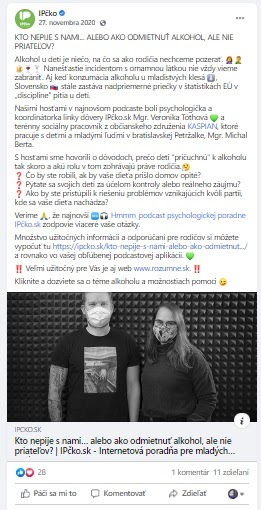 IPčko
27. novembra 2020
KTO NEPIJE S NAMI... ALEBO AKO ODMIETNUŤ ALKOHOL, ALE NIE
PRIATEĽOV?
Alkohol u detí je niečo, na čo sa ako rodičia nechceme pozerať. 🙅🤦
🍺🍷🍸 Nanešťastie incidentom s omamnou látkou nie vždy vieme
zabrániť. Aj keď konzumácia alkoholu u mladistvých klesá ⬇️,
Slovensko 🇸🇰 stále zastáva nadpriemerné priečky v štatistikách EÚ v
„disciplíne" pitia u detí.
Našimi hosťami v najnovšom podcaste boli psychologička a
koordinátorka linky dôvery IPčko.sk Mgr. Veronika Tóthová 👩 a
terénny sociálny pracovník z občianskeho združenia KASPIAN, ktoré
pracuje s deťmi a mladými ľuďmi v bratislavskej Petržalke, Mgr. Michal
Berta.
S hosťami sme hovorili o dôvodoch, prečo deti "pričuchnú" k alkoholu
tak skoro a akú rolu v tom zohrávajú práve rodičia.🤔
❓ Čo by ste robili, ak by vaše dieťa prišlo domov opité?
❓ Pýtate sa svojich detí za účelom kontroly alebo reálneho záujmu?
❓ Ako by ste pristúpili k riešeniu problémov vznikajúcich kvôli partii,
kde sa vaše dieťa nachádza?
Veríme 🙏, že najnovší 🆕🎧 Hmmm podcast psychologickej poradne
IPčko.sk zodpovie viaceré vaše otázky.
Množstvo užitočných informácii a odporúčaní pre rodičov si môžete
vypočuť tu https://ipcko.sk/kto-nepije-s-nami-alebo-ako-odmietnut.../
a rovnako vo vašej obľúbenej podcastovej aplikácii. 💚
‼️ Veľmi užitočný pre Vás je aj web www.rozumne.sk. ‼️
Kliknite a dozviete sa o téme alkoholu a možnostiach pomoci 😊
IPCKO.SK
Kto nepije s nami... alebo ako odmietnuť alkohol, ale nie
priateľov? | IPčko.sk - Internetová poradňa pre mladých...
28
1 komentár 11 zdieľaní
Páči sa mi to Komentovať Zdieľať